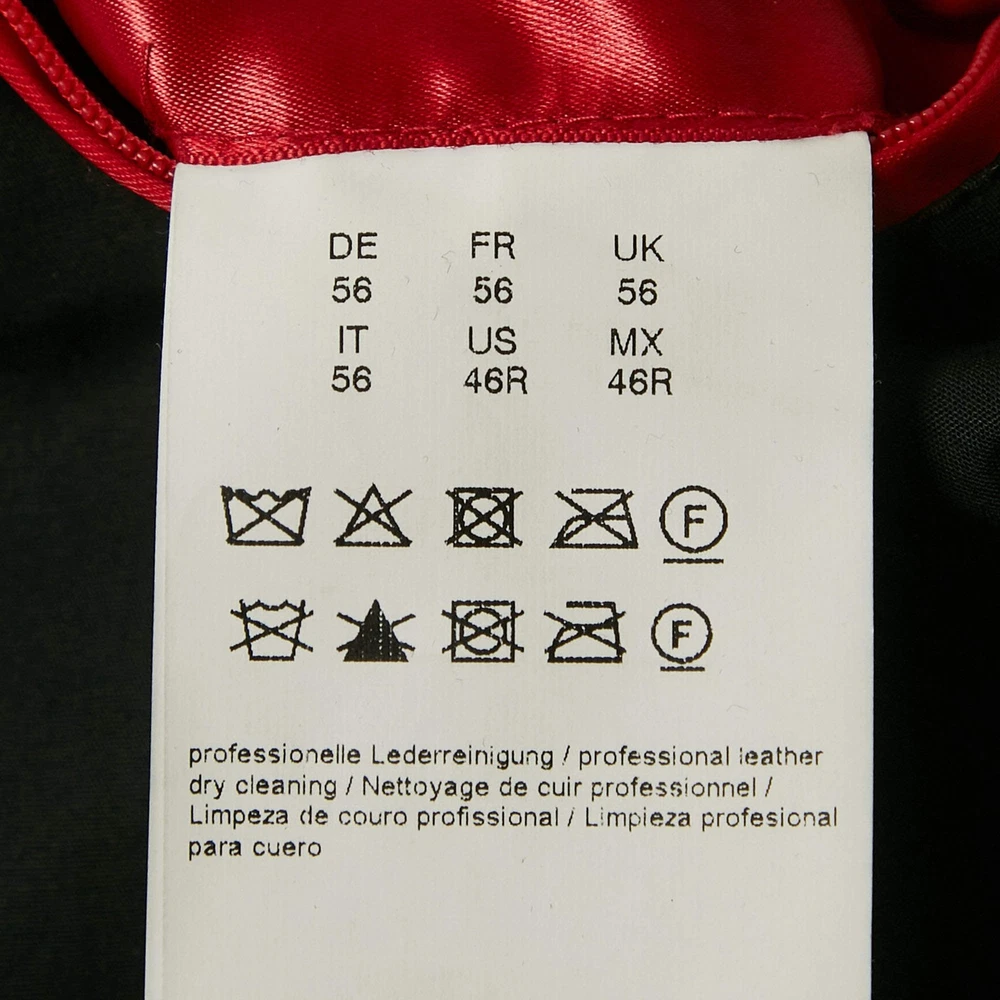 DE FR UK
56 56 56
IT US MX
56 46R 46R
F
F
professionelle Lederreinigung / professional leather
dry cleaning / Nettoyage de cuir professionnel /
Limpeza de couro profissional / Limpieza profesional
para cuero